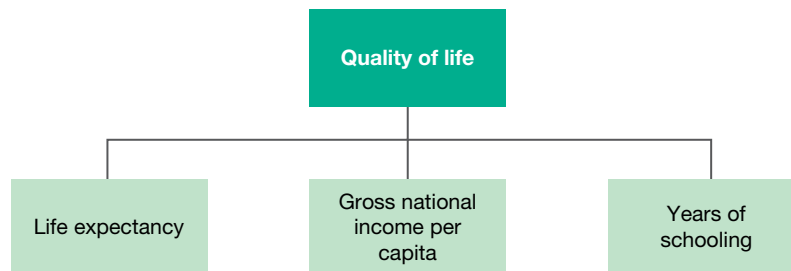 Quality of life
Life expectancy
Gross national
income per
capita
Years of
schooling